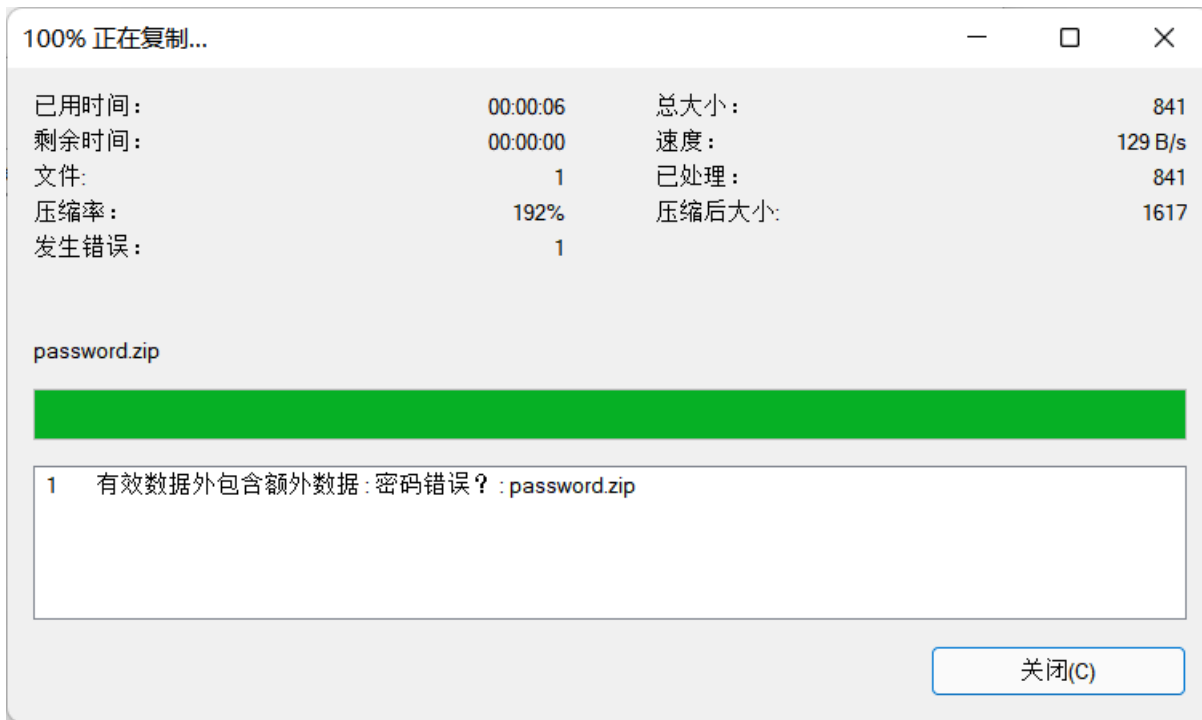 100% 正在复制...
已用时间： 00:00:06 总大小： 841
剩余时间： 00:00:00 速度： 129 B/s
文件: 1 已处理： 841
压缩率： 192% 压缩后大小: 1617
发生错误： 1
password.zip
1 有效数据外包含额外数据 : 密码错误？ : password.zip
关闭(C)